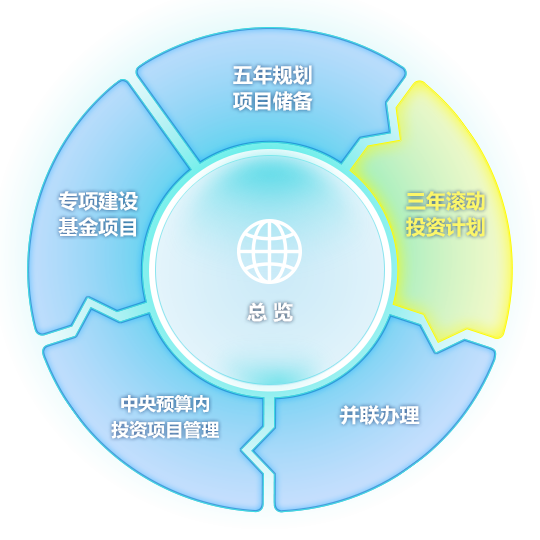 五年规划
项目储备
三年滚动
投资计划
并联办理
中央预算内
投资项目管理
专项建设
基金项目
总 览